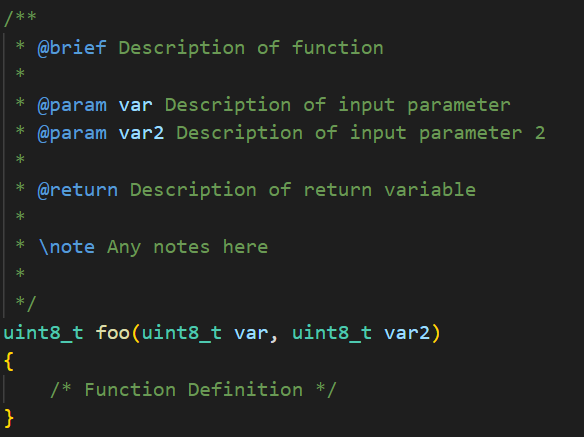 /**
 * @brief Description of function
 *
 * @param var Description of input parameter
 * @param var2 Description of input parameter 2
 *
 * @return Description of return variable
 *
 * \note Any notes here
 *
 */
uint8_t foo(uint8_t var, uint8_t var2)
{
    /* Function Definition */
}